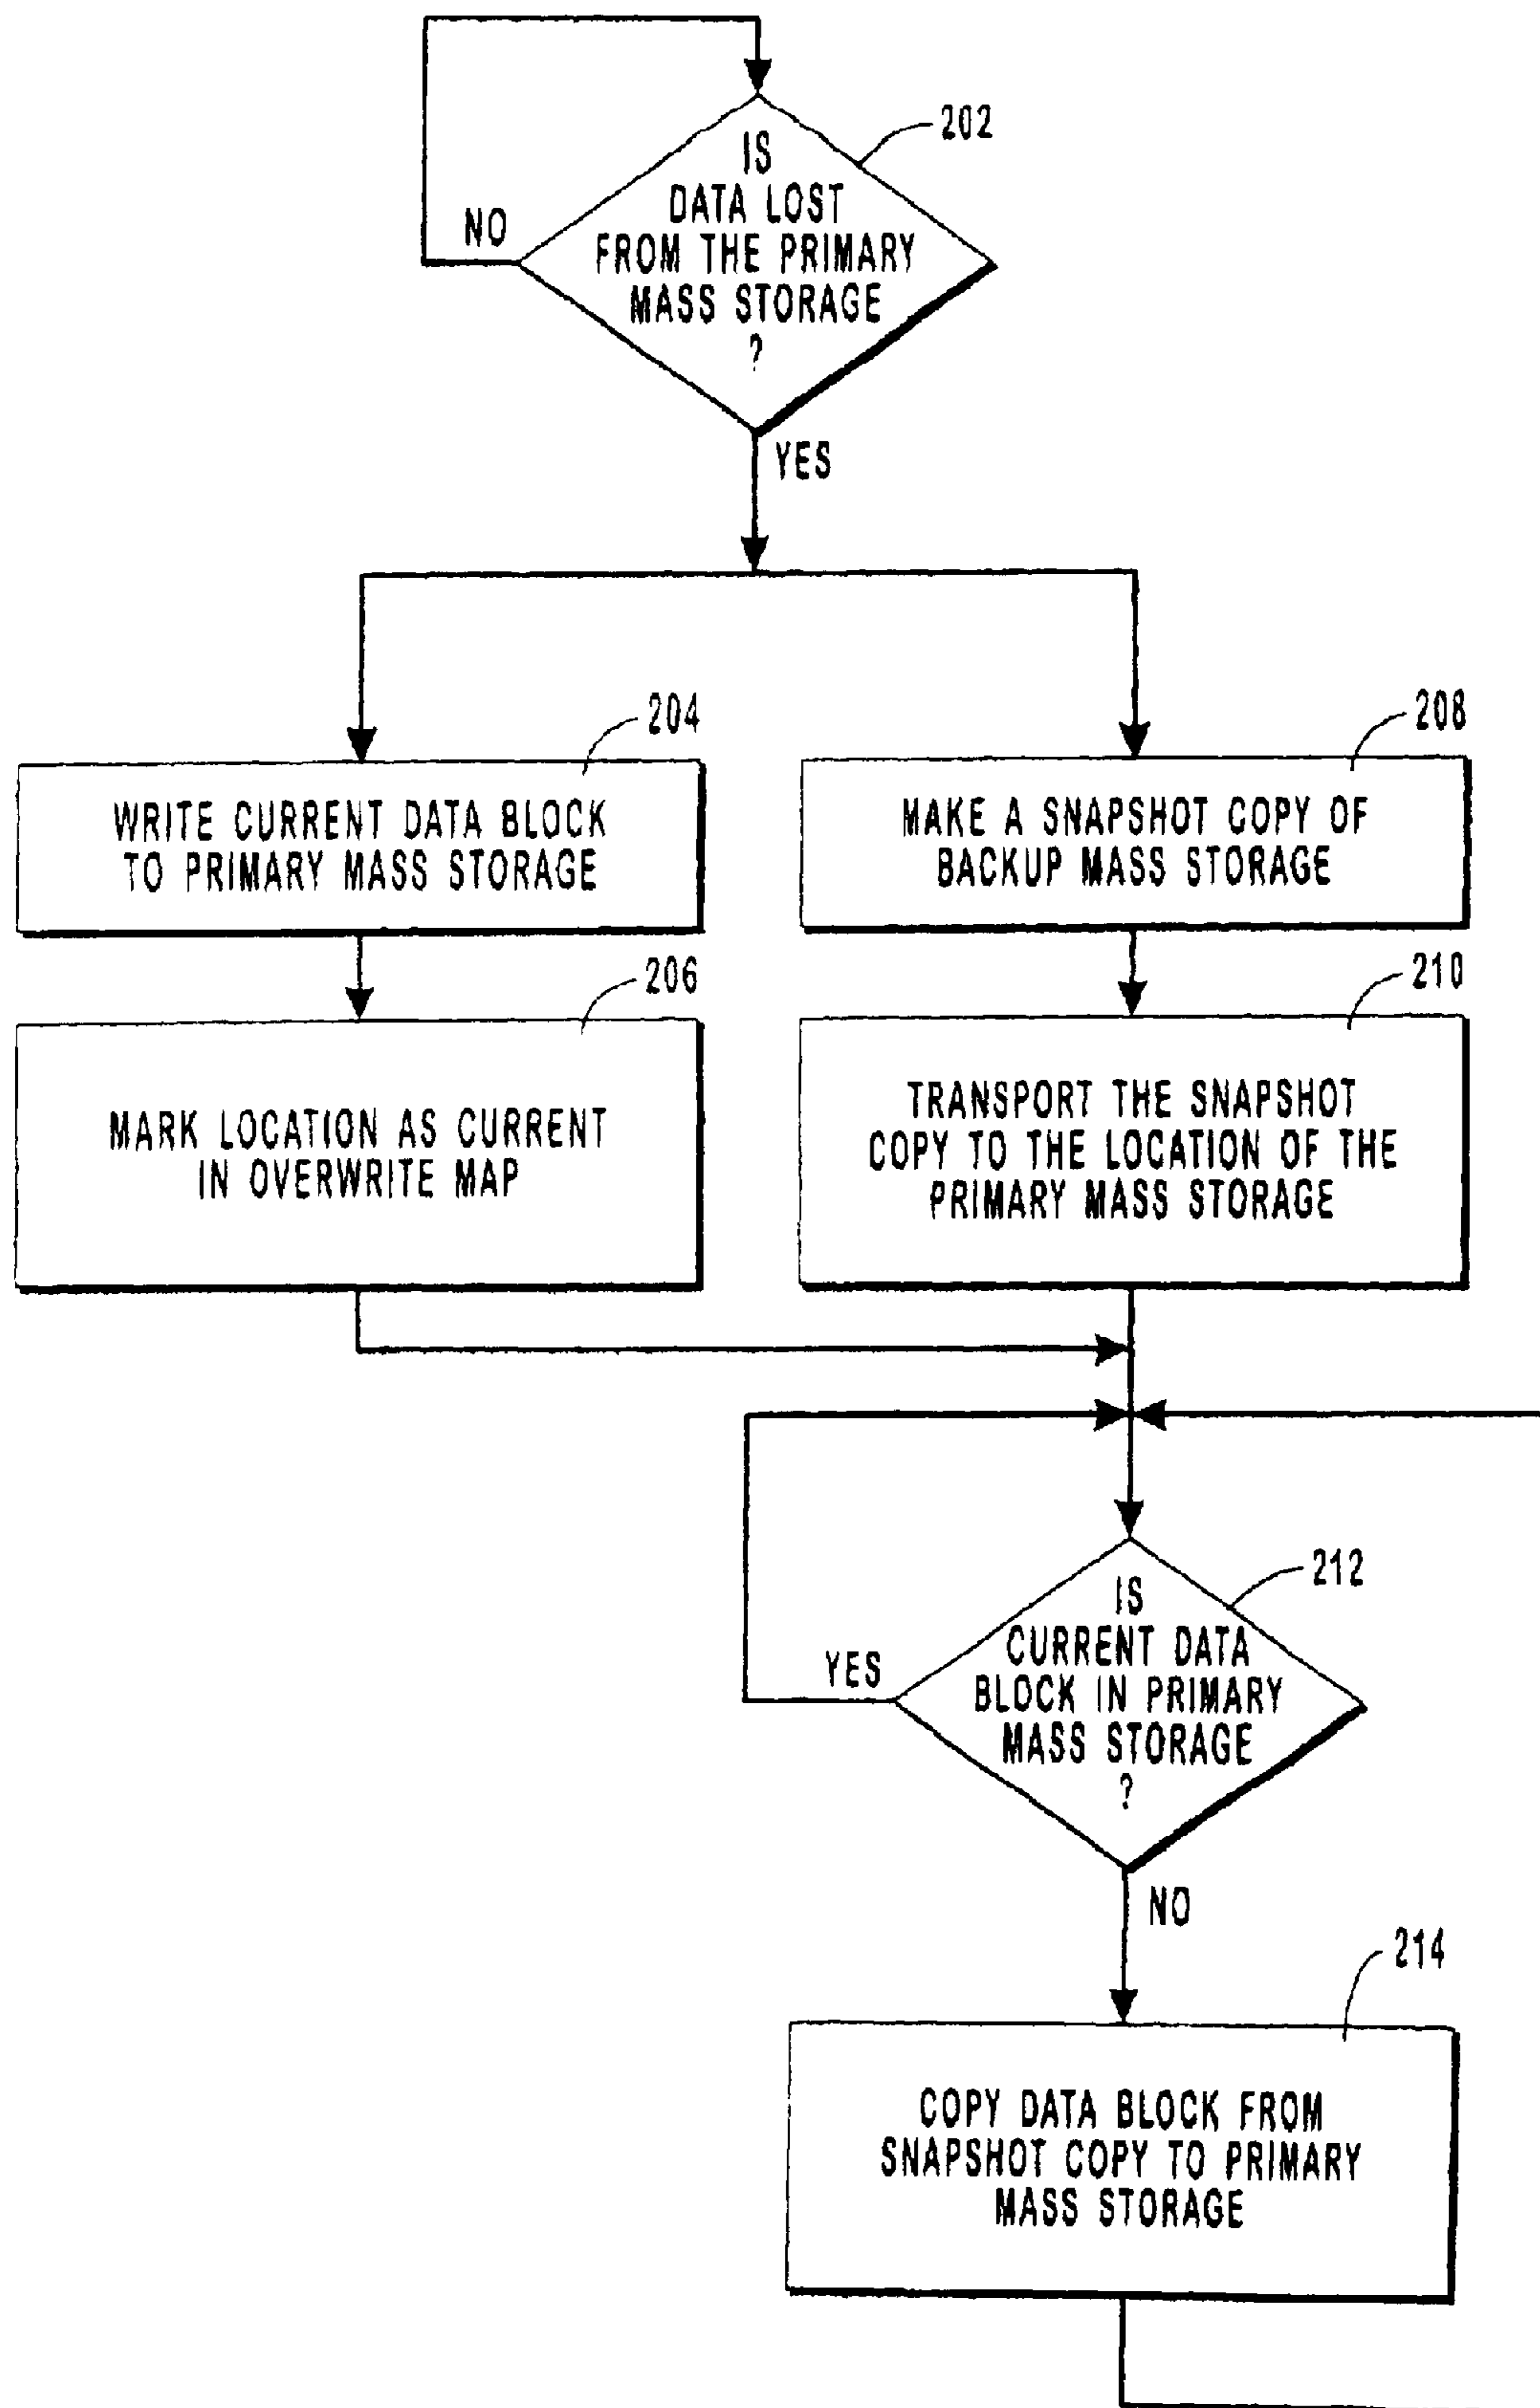 202
IS
DATA LOST
FROM THE PRIMARY
MASS STORAGE
?
NO
YES
204
WRITE CURRENT DATA BLOCK
TO PRIMARY MASS STORAGE
208
MAKE A SNAPSHOT COPY OF
BACKUP MASS STORAGE
206
MARK LOCATION AS CURRENT
IN OVERWRITE MAP
210
TRANSPORT THE SNAPSHOT
COPY TO THE LOCATION OF THE
PRIMARY MASS STORAGE
212
IS
CURRENT DATA
BLOCK IN PRIMARY
MASS STORAGE
?
YES
NO
214
COPY DATA BLOCK FROM
SNAPSHOT COPY TO PRIMARY
MASS STORAGE